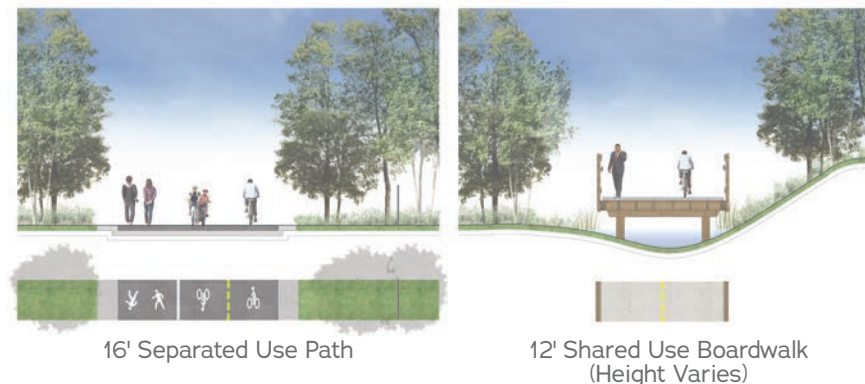 16' Separated Use Path
12' Shared Use Boardwalk
(Height Varies)